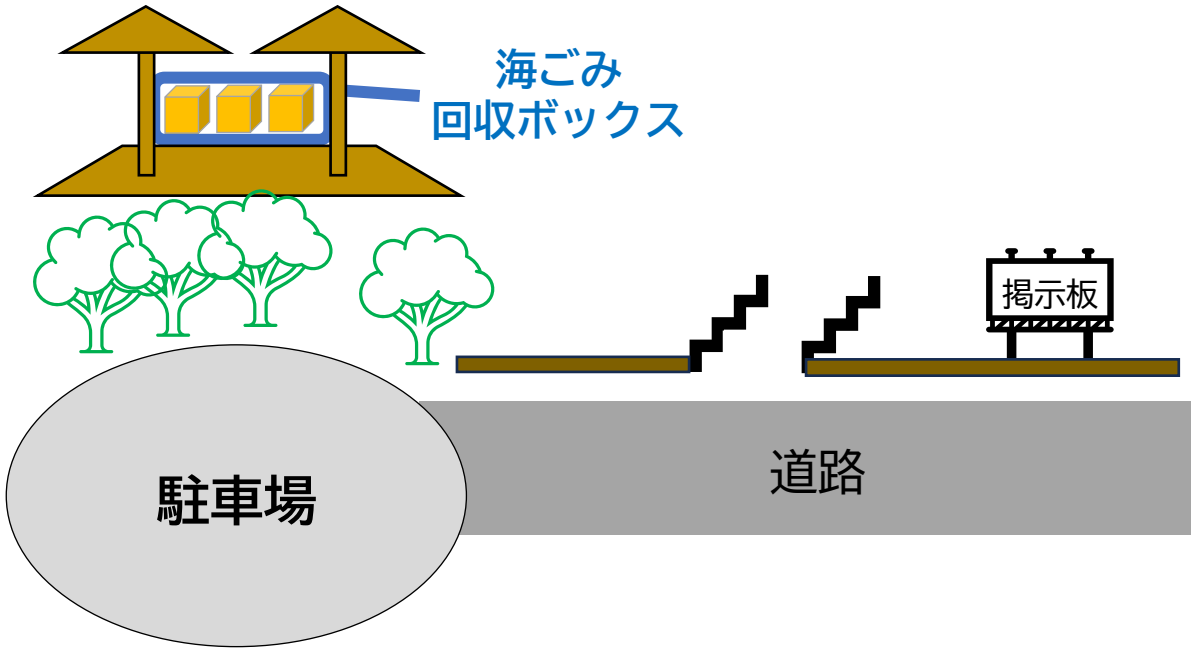 海ごみ
回収ボックス
掲示板
道路
駐車場